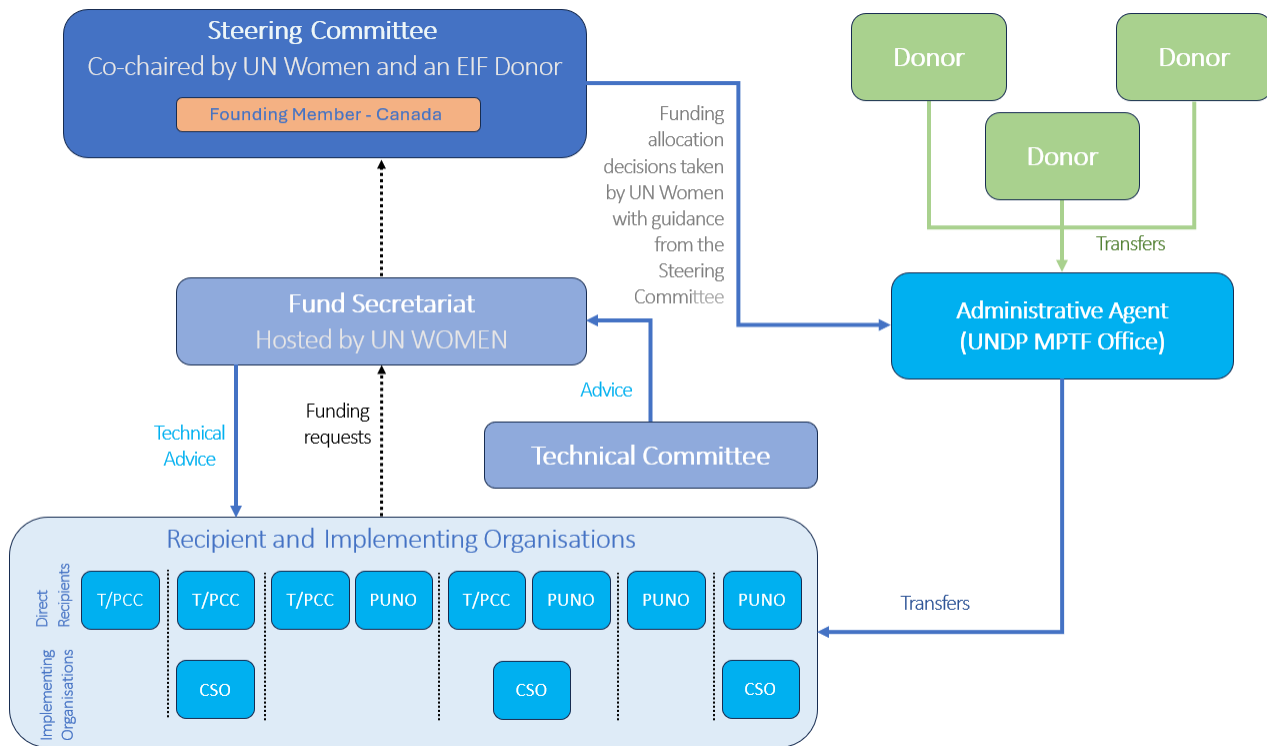 Steering Committee
Co-chaired by UN Women and an EIF Donor
Founding Member - Canada
Donor
Donor
Donor
Funding
allocation
decisions taken
by UN Women
with guidance
from the
Steering
Committee
Transfers
Fund Secretariat
Hosted by UN WOMEN
Administrative Agent
(UNDP MPTF Office)
Advice
Technical
Advice
Funding
requests
Technical Committee
Recipient and Implementing Organisations
Direct
Recipients
T/PCC
T/PCC
T/PCC
PUNO
T/PCC
PUNO
PUNO
PUNO
Transfers
Implementing
Organisations
CSO
CSO
CSO